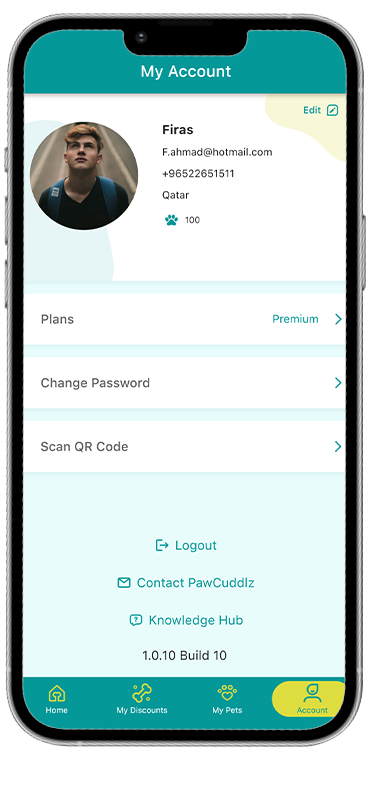 My Account
Edit
Firas
F.ahmad@hotmail.com
+96522651511
Qatar
100
Plans
Premium
Change Password
Scan QR Code
Logout
Contact PawCuddlz
Knowledge Hub
1.0.10 Build 10
Home
My Discounts
My Pets
Account